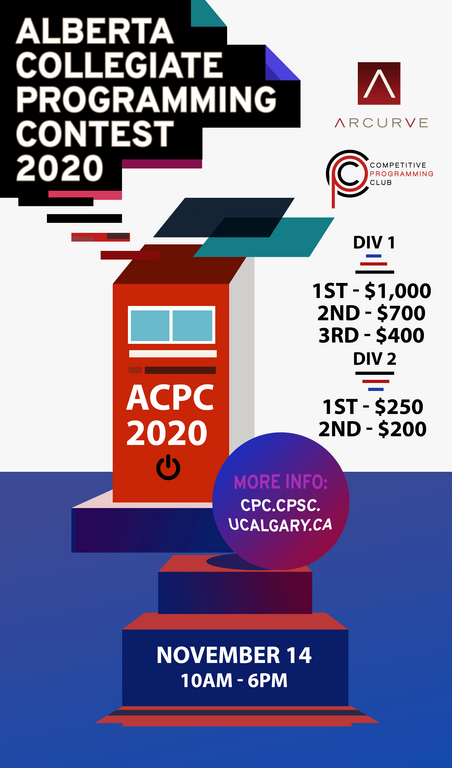 ALBERTA
COLLEGIATE
PROGRAMMING
CONTEST
2020
ARCURVE
COMPETITIVE
PROGRAMMING
CLUB
DIV 1
1ST - $1,000
2ND - $700
3RD - $400
DIV 2
1ST - $250
2ND - $200
ACPC
2020
MORE INFO:
CPC.CPSC.
UCALGARY.CA
NOVEMBER 14
10AM - 6PM